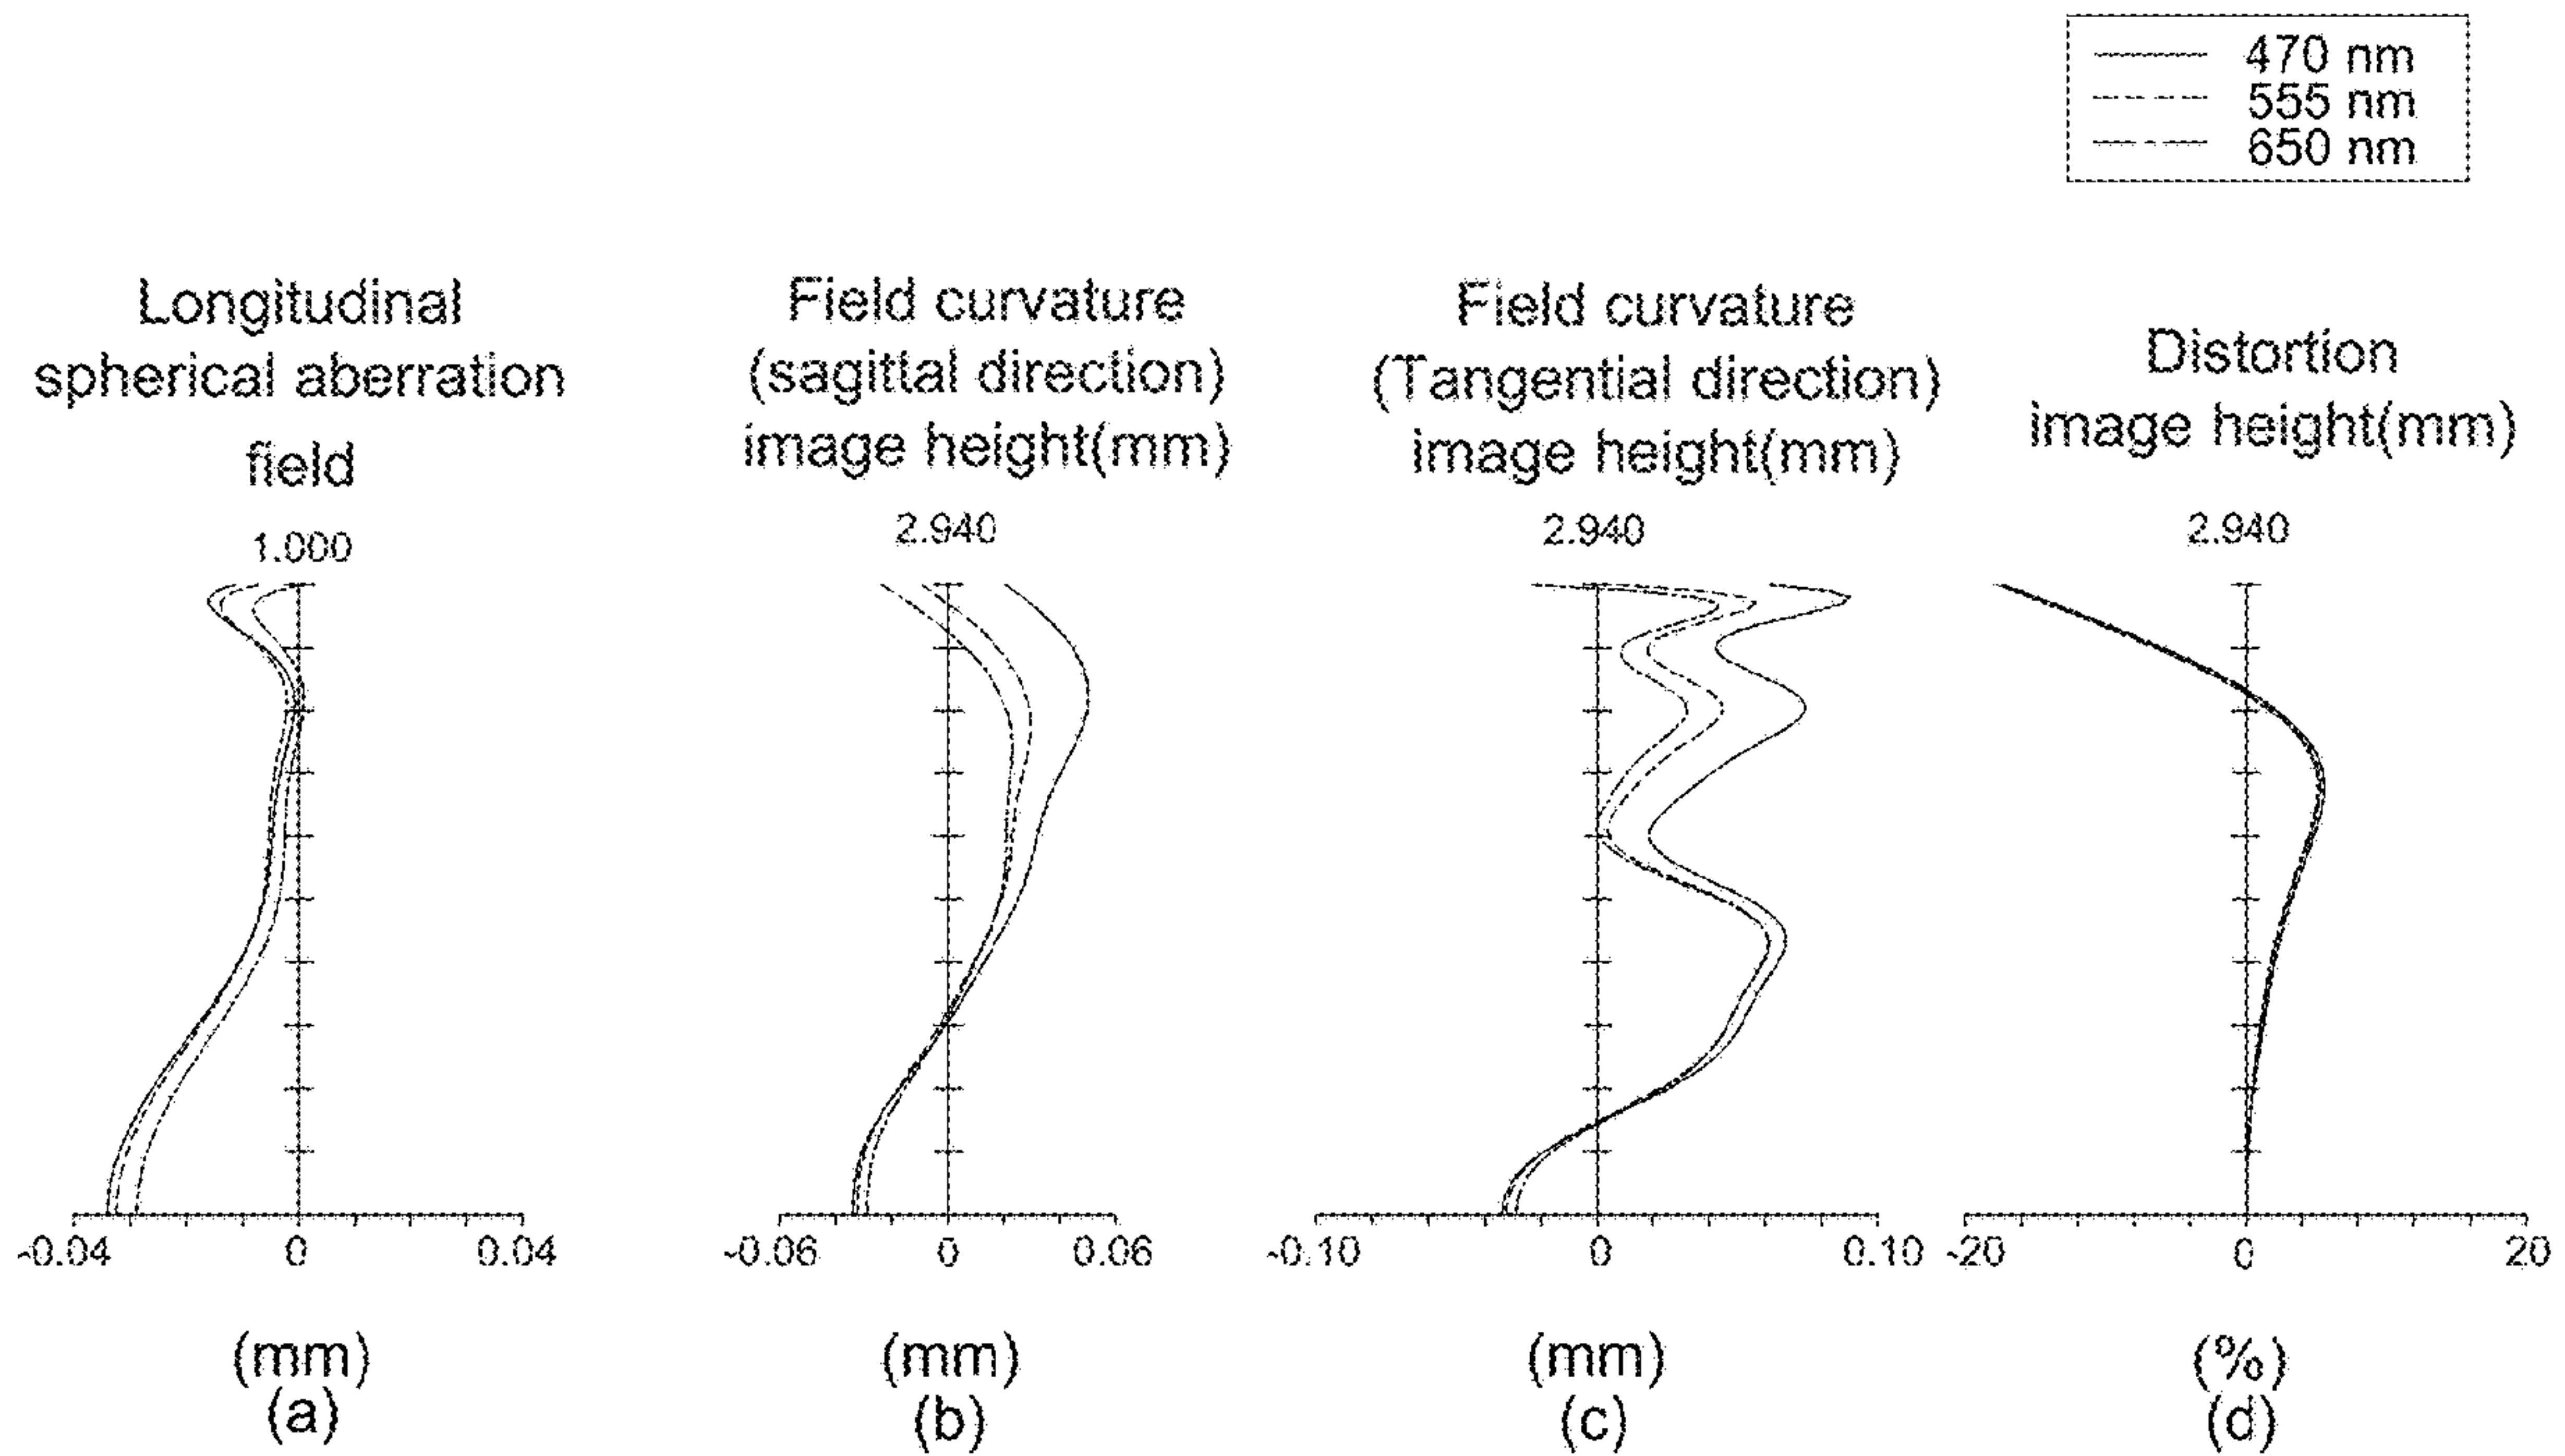 470 nm
555 nm
650 nm
Longitudinal
spherical aberration
field
1.000
Field curvature
(sagittal direction)
image height(mm)
2.940
Field curvature
(Tangential direction)
image height(mm)
2.940
Distortion
image height(mm)
2.940
-0.04 0 0.04
(mm)
(a)
-0.06 0 0.06
(mm)
(b)
-0.10 0 0.10
(mm)
(c)
-20 0 20
(%)
(d)